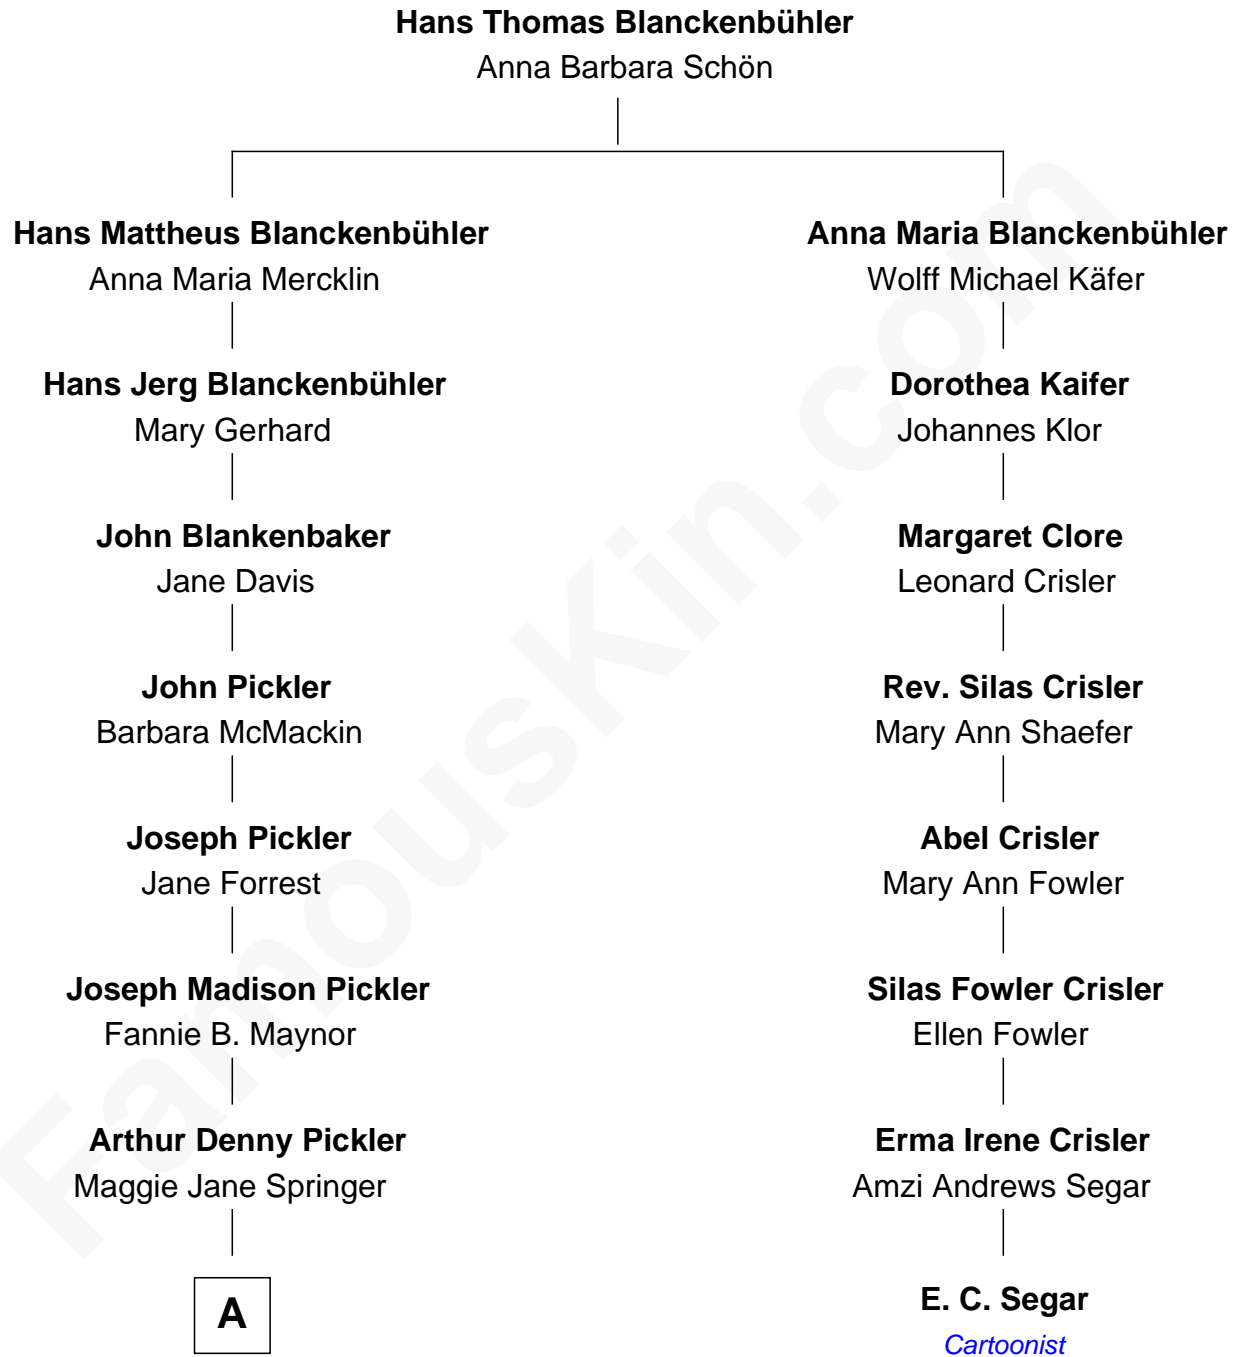 Hans Thomas Blanckenbühler
Anna Barbara Schön
Hans Mattheus Blanckenbühler
Anna Maria Mercklin
Hans Jerg Blanckenbühler
Mary Gerhard
John Blankenbaker
Jane Davis
John Pickler
Barbara McMackin
Joseph Pickler
Jane Forrest
Joseph Madison Pickler
Fannie B. Maynor
Arthur Denny Pickler
Maggie Jane Springer
A
Anna Maria Blanckenbühler
Wolff Michael Käfer
Dorothea Kaifer
Johannes Klor
Margaret Clore
Leonard Crisler
Rev. Silas Crisler
Mary Ann Shaefer
Abel Crisler
Mary Ann Fowler
Silas Fowler Crisler
Ellen Fowler
Erma Irene Crisler
Amzi Andrews Segar
E. C. Segar
Cartoonist
FamousKin.com